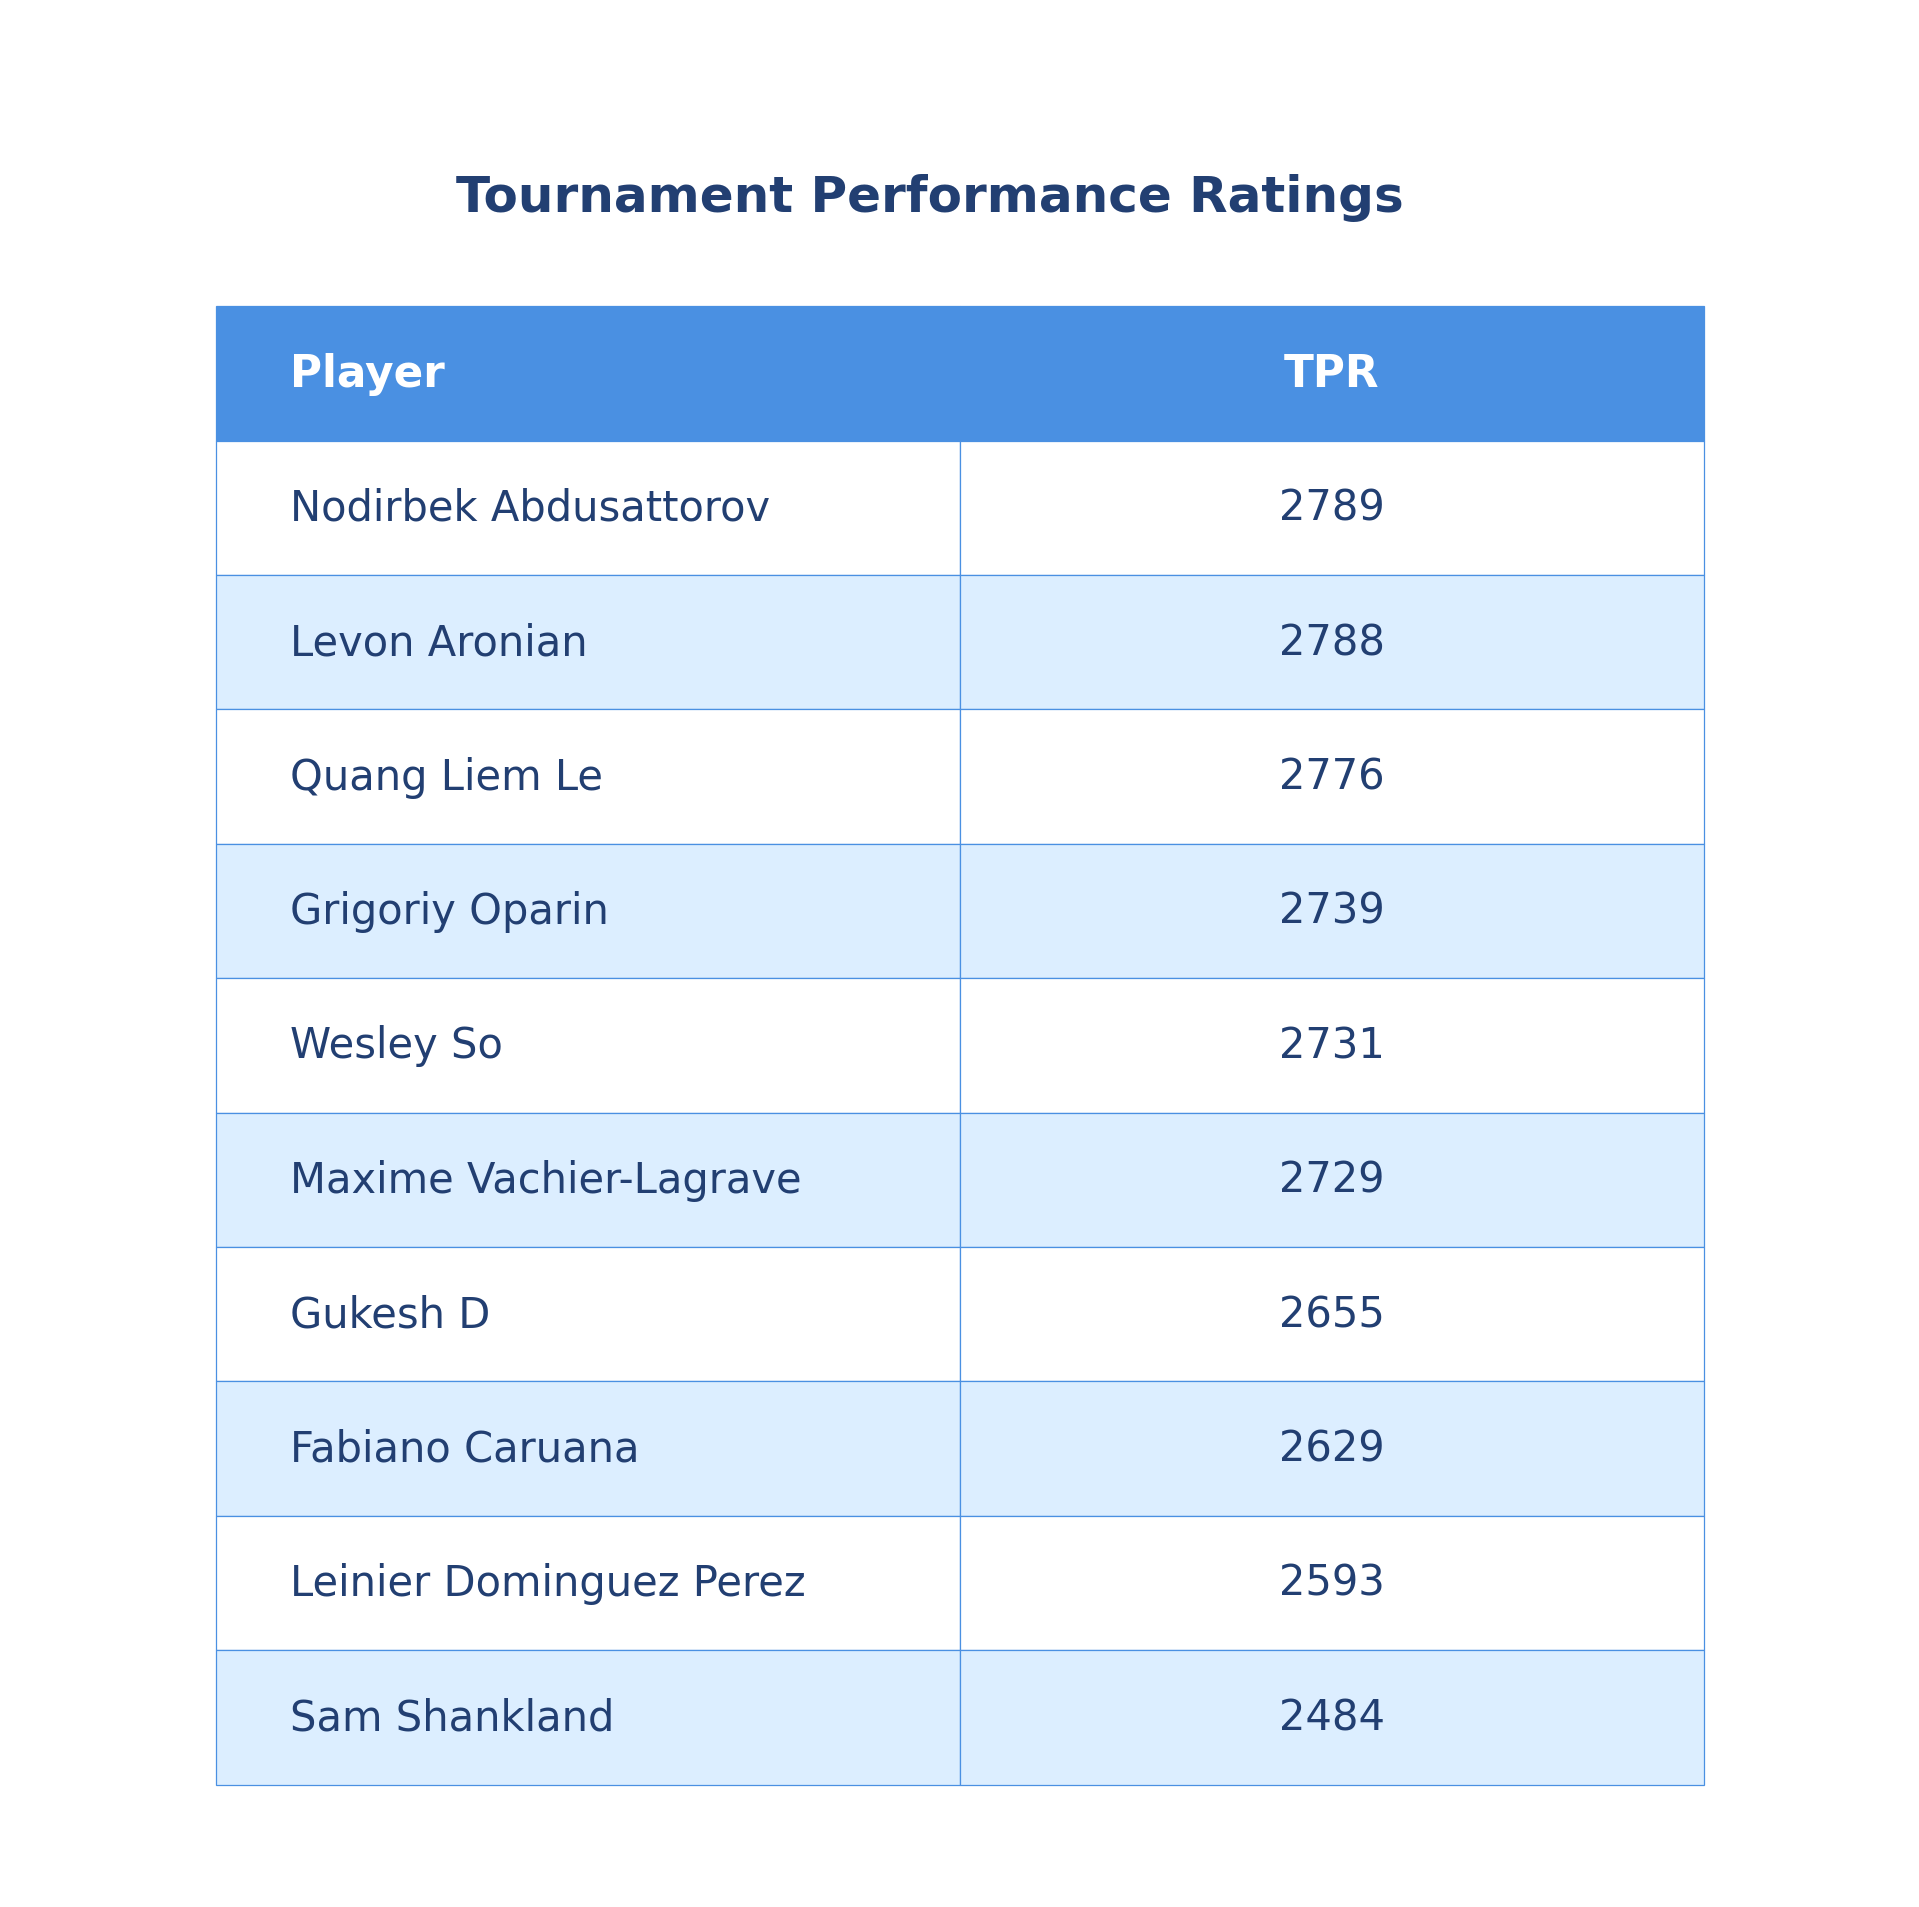 Tournament Performance Ratings
Player TPR
Nodirbek Abdusattorov 2789
Levon Aronian 2788
Quang Liem Le 2776
Grigoriy Oparin 2739
Wesley So 2731
Maxime Vachier-Lagrave 2729
Gukesh D 2655
Fabiano Caruana 2629
Leinier Dominguez Perez 2593
Sam Shankland 2484